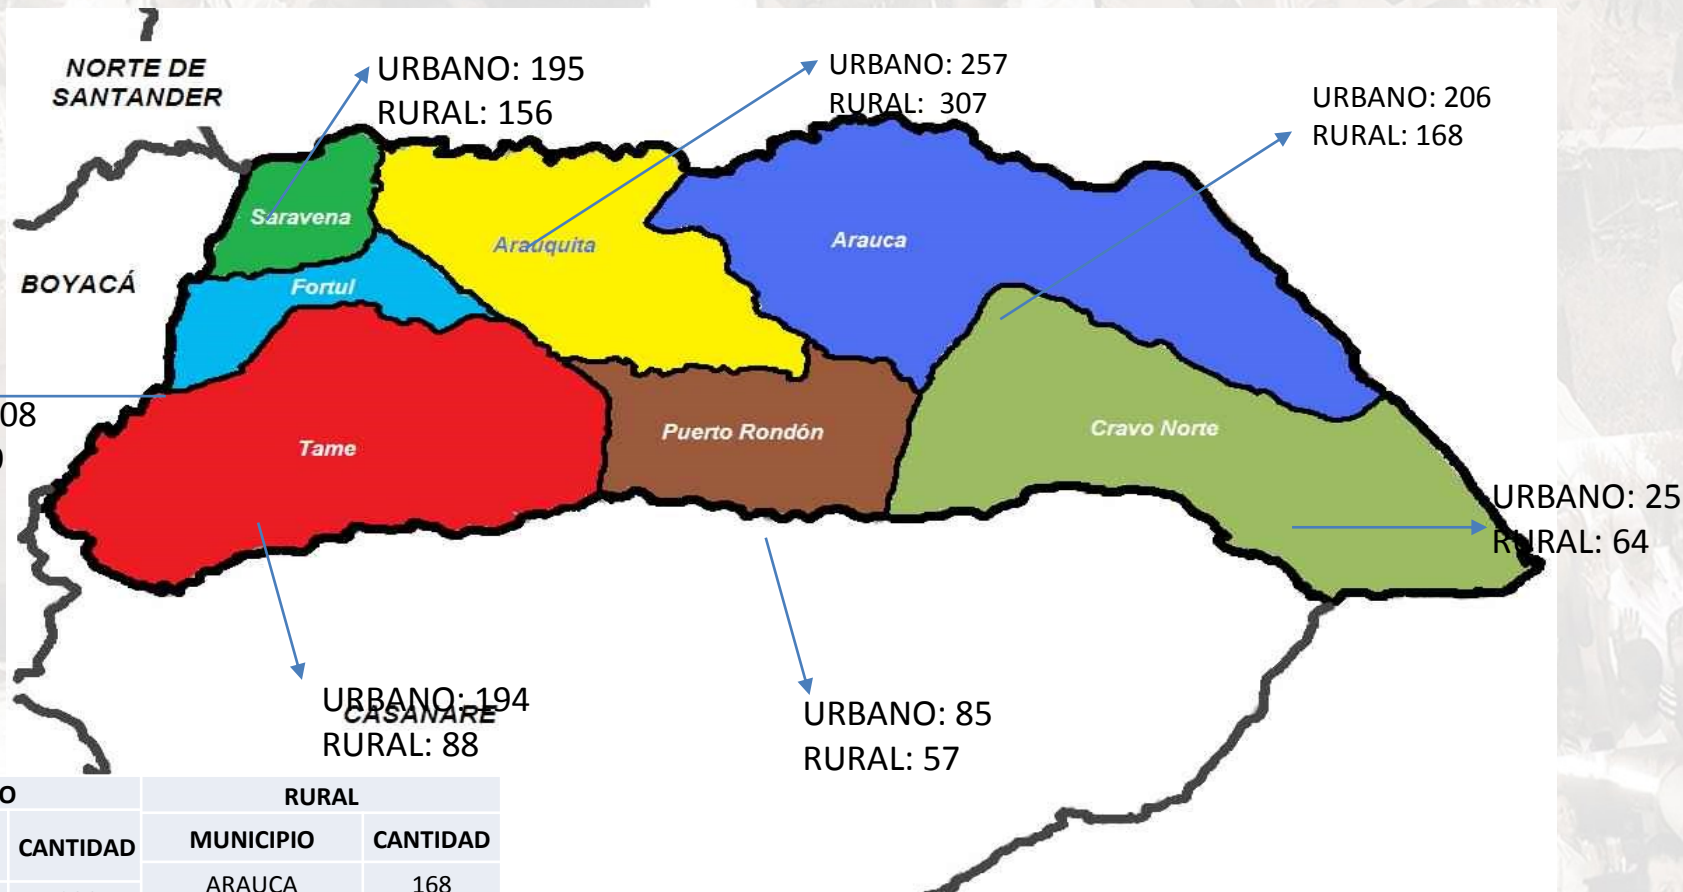 NORTE DE
SANTANDER
URBANO: 195
RURAL: 156
URBANO: 257
RURAL: 307
URBANO: 206
RURAL: 168
Saravena
Arauquita
Arauca
BOYACÁ
Fortul
08
Tame
Puerto Rondón
Cravo Norte
URBANO: 25
RURAL: 64
URBANO: 194
CASANARE
RURAL: 88
URBANO: 85
RURAL: 57
O
RURAL
CANTIDAD
MUNICIPIO
CANTIDAD
ARAUCA
168